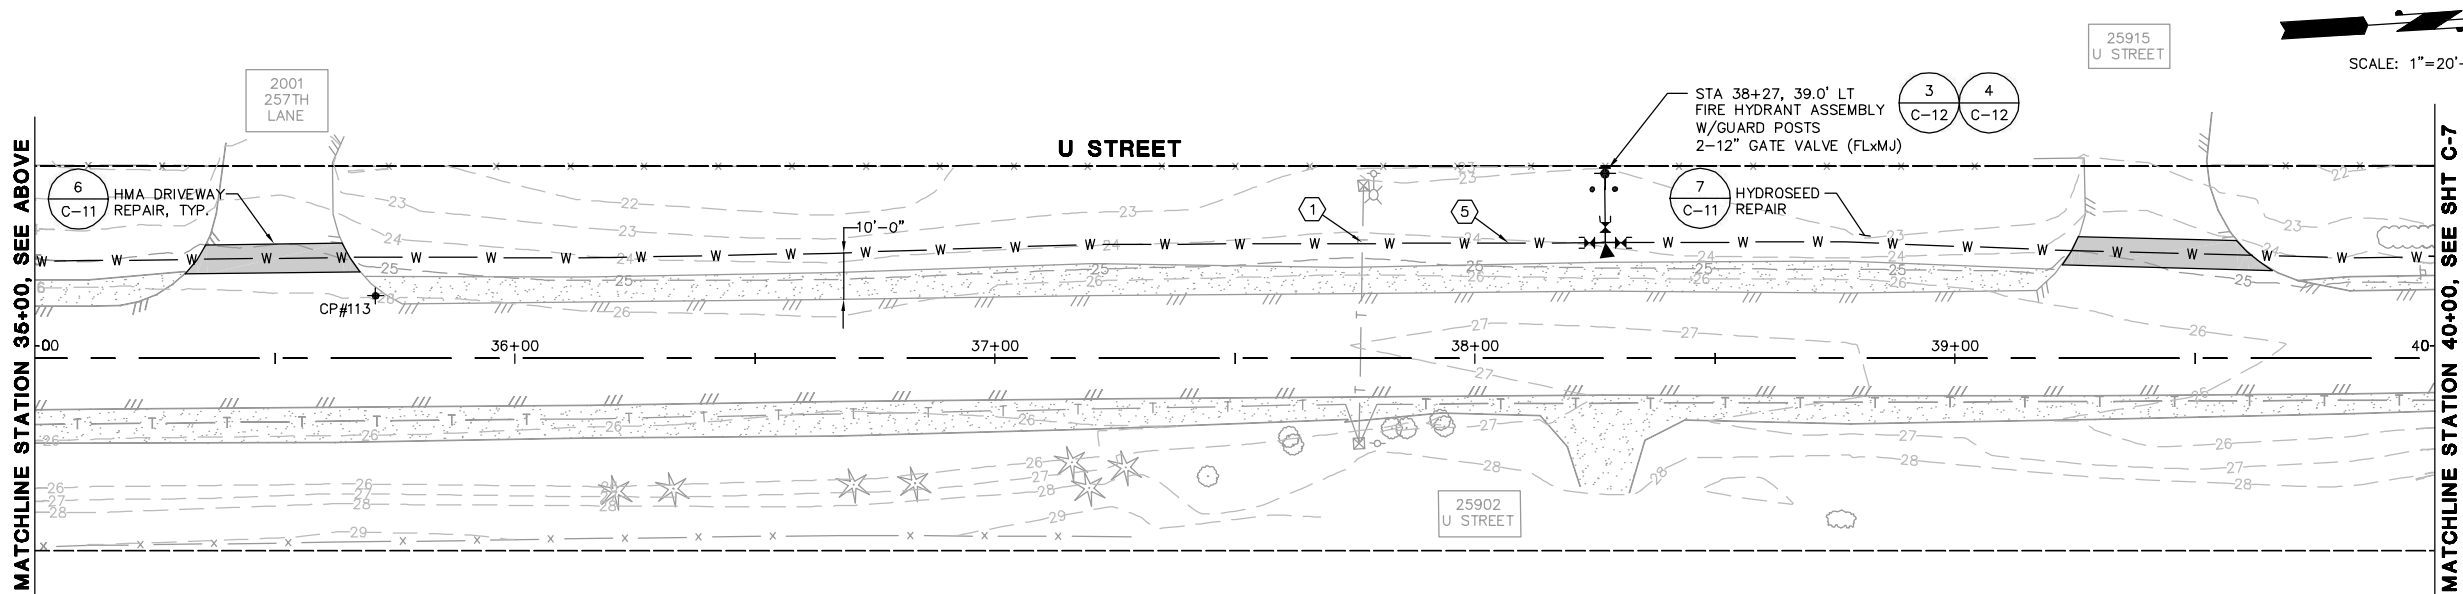 25915
U STREET
SCALE: 1"=20'-
2001
257TH
LANE
STA 38+27, 39.0' LT
FIRE HYDRANT ASSEMBLY
W/GUARD POSTS
2-12" GATE VALVE (FLxMJ)
3
C-12
4
C-12
U STREET
6
C-11
HMA DRIVEWAY
REPAIR, TYP.
7
C-11
HYDROSEED
REPAIR
1
5
10'-0"
CP#113
36+00
37+00
38+00
39+00
25902
U STREET
MATCHLINE STATION 35+00, SEE ABOVE
MATCHLINE STATION 40+00, SEE SHT C-7